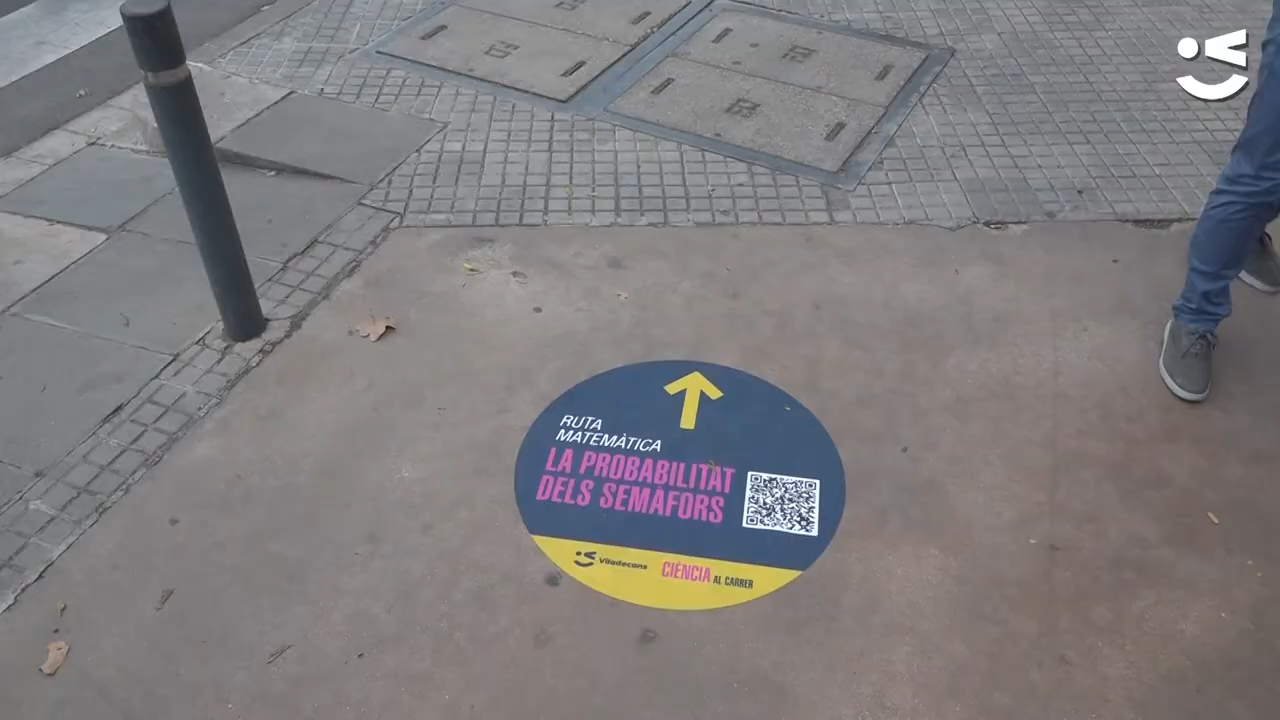 RUTA
MATEMÀTICA
LA PROBABILITAT
DELS SEMÀFORS
Viladecans
CIÈNCIA AL CARRER